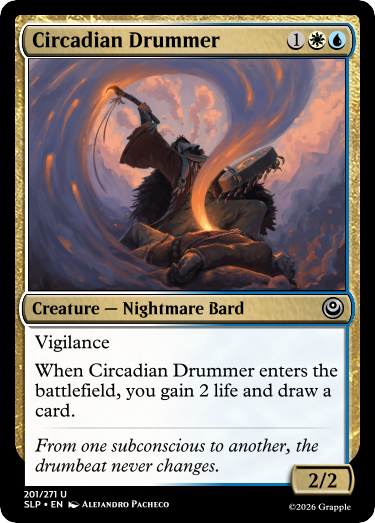 Circadian Drummer 1
Creature — Nightmare Bard
Vigilance
When Circadian Drummer enters the
battlefield, you gain 2 life and draw a
card.
From one subconscious to another, the
drumbeat never changes.
2/2
201/271 U
SLP • EN Alejandro Pacheco
©2026 Grapple